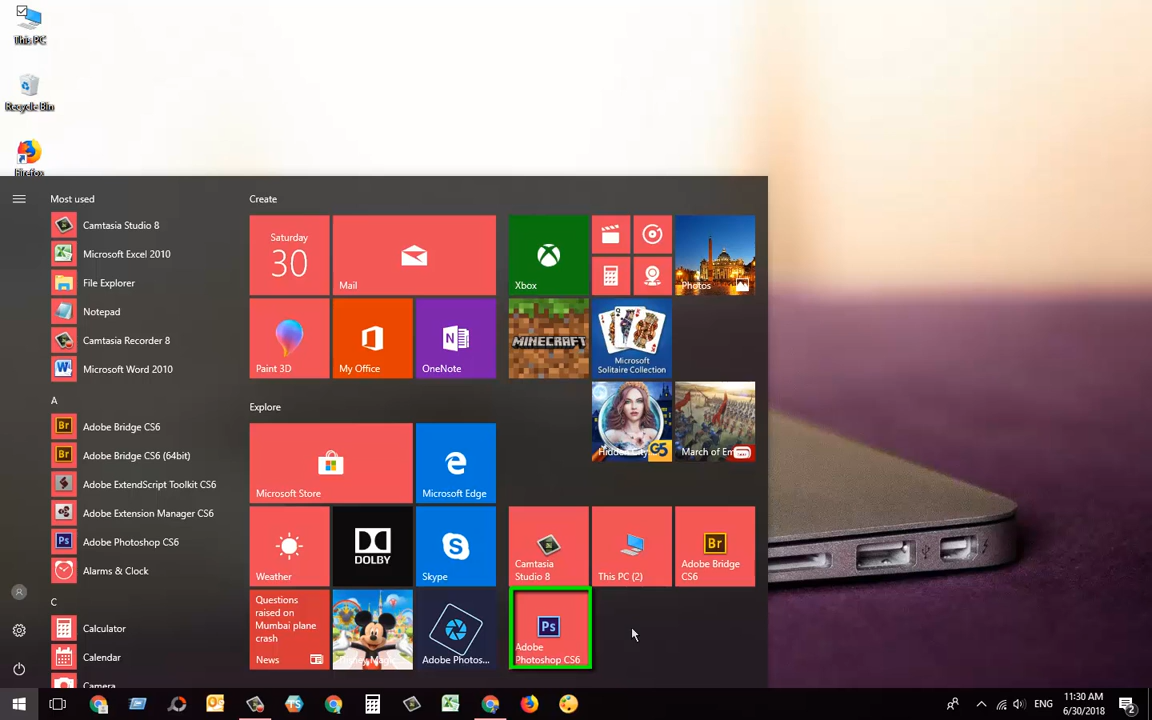 This PC
Recycle Bin
Firefox
Most used
Camtasia Studio 8
Microsoft Excel 2010
File Explorer
Notepad
Camtasia Recorder 8
Microsoft Word 2010
A
Adobe Bridge CS6
Adobe Bridge CS6 (64bit)
Adobe ExtendScript Toolkit CS6
Adobe Extension Manager CS6
Adobe Photoshop CS6
Alarms & Clock
C
Calculator
Calendar
Camera
Create
Saturday
30
Mail
Xbox
Photos
Paint 3D
My Office
OneNote
MINECRAFT
Microsoft
Solitaire Collection
Hidden City
G5
March of Em
Explore
Microsoft Store
Microsoft Edge
Weather
DOLBY
Skype
Camtasia
Studio 8
This PC (2)
Adobe Bridge
CS6
Questions
raised on
Mumbai plane
crash
News
Adobe Photos...
Adobe
Photoshop CS6
ENG
11:30 AM
6/30/2018
2